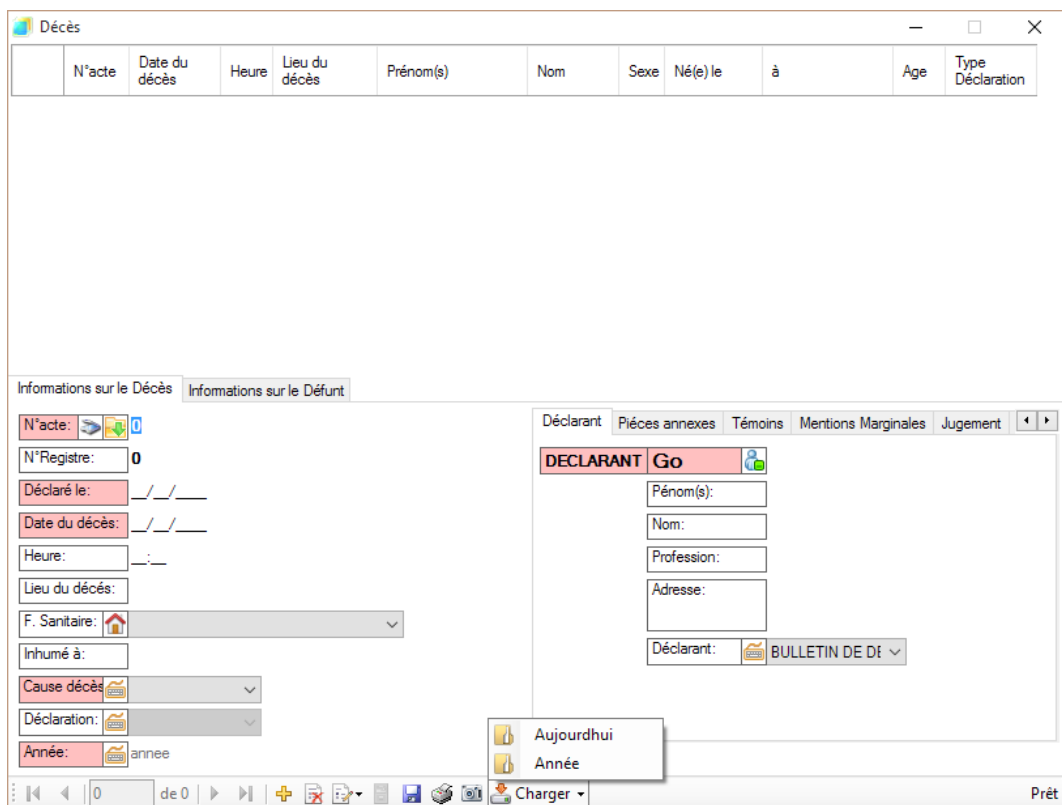 Décès
N°acte Date du décès Heure Lieu du décès Prénom(s) Nom Sexe Né(e) le à Age Type Déclaration
Informations sur le Décès Informations sur le Défunt
N°acte: 0
N°Registre: 0
Déclaré le: __/__/____
Date du décès: __/__/____
Heure: __:__
Lieu du décés:
F. Sanitaire:
Inhumé à:
Cause décès
Déclaration:
Année: annee
Déclarant Piéces annexes Témoins Mentions Marginales Jugement
DECLARANT Go
Pénom(s):
Nom:
Profession:
Adresse:
Déclarant: BULLETIN DE DE
Aujourdhui
Année
0 de 0 Charger Prêt